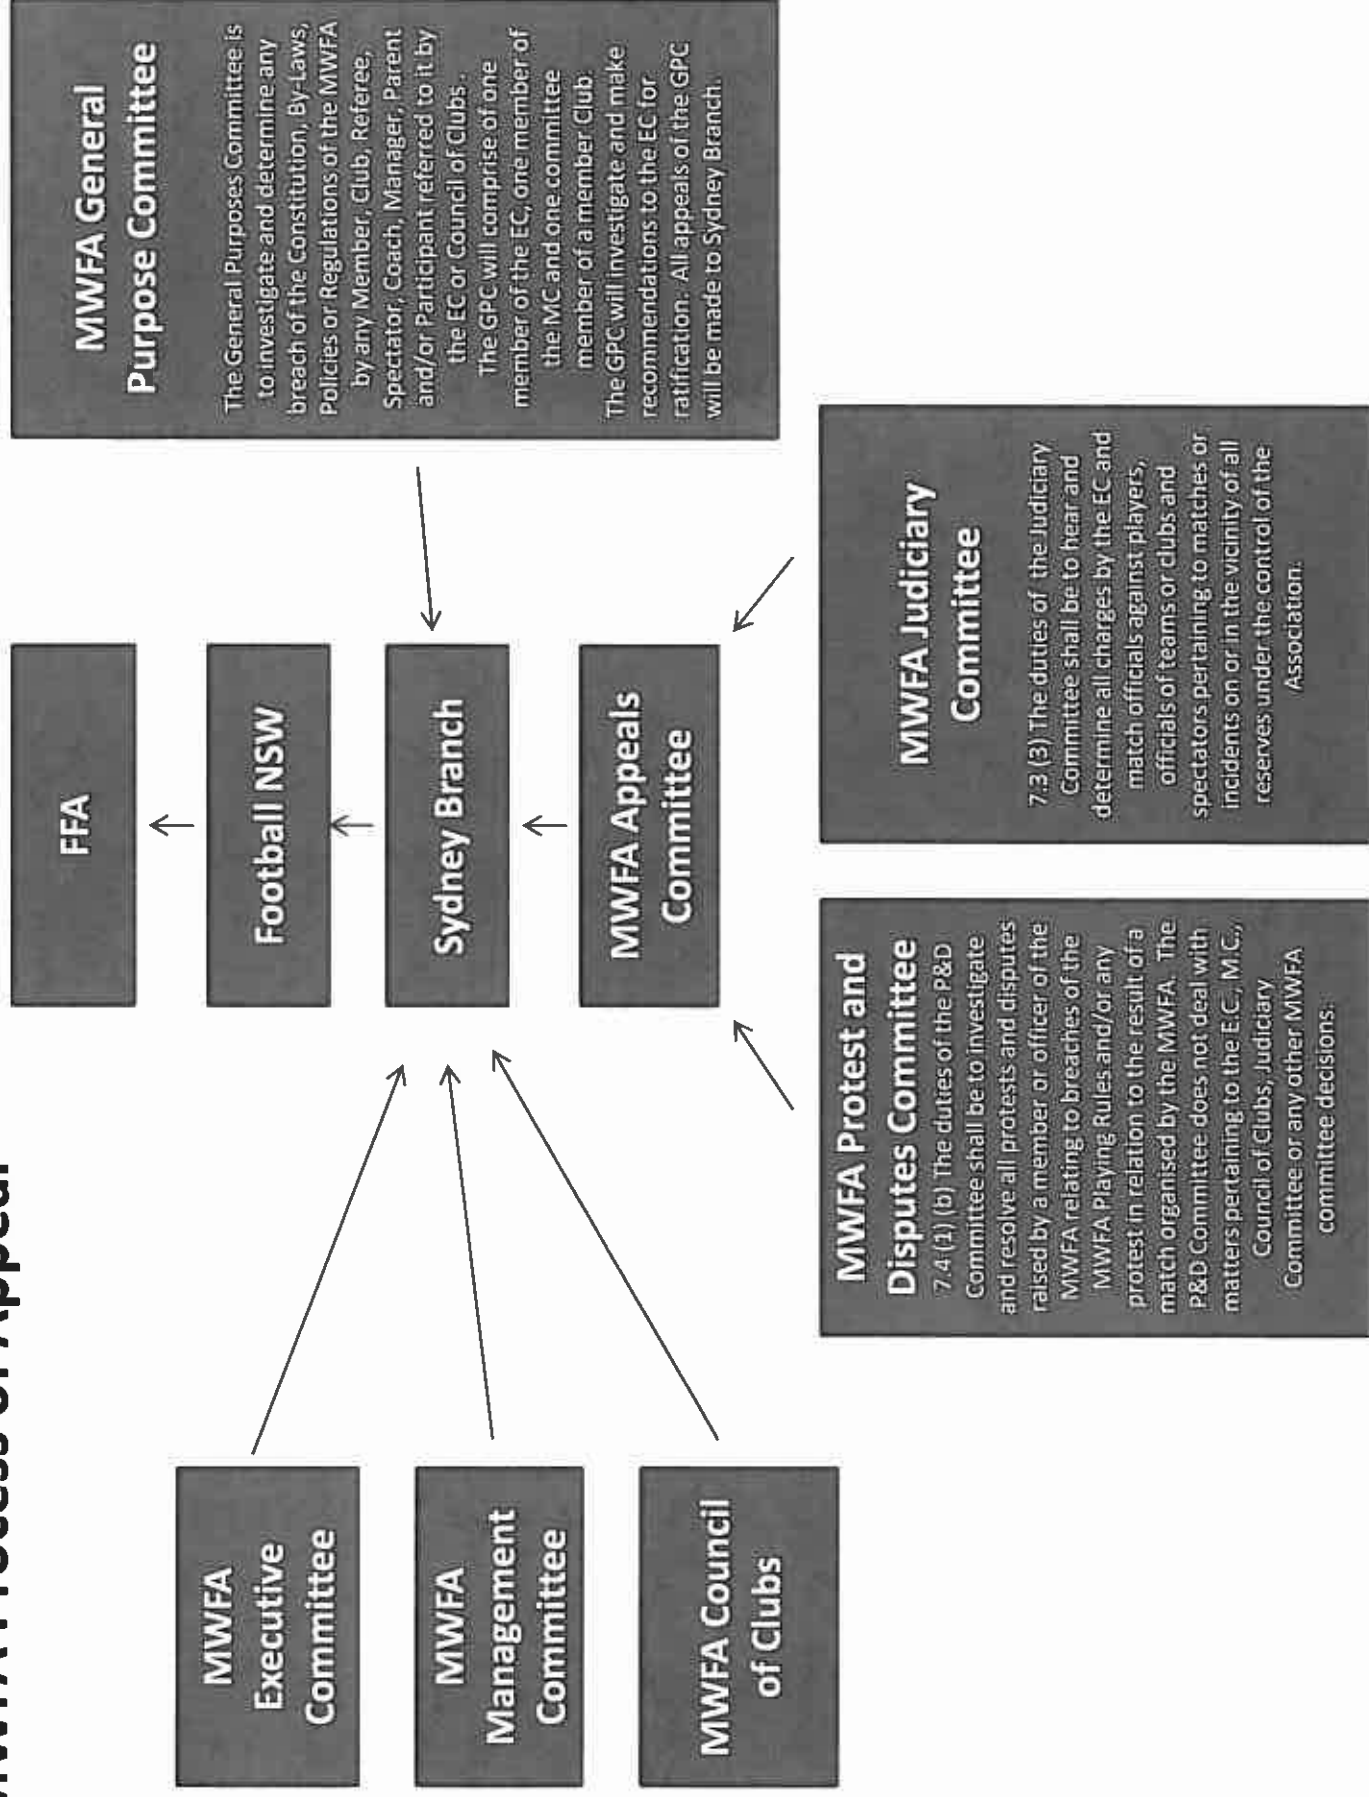 MWFA Process of Appeal
FFA
Football NSW
Sydney Branch
MWFA Appeals
Committee
MWFA
Executive
Committee
MWFA
Management
Committee
MWFA Council
of Clubs
MWFA General
Purpose Committee
The General Purposes Committee is
to investigate and determine any
breach of the Constitution, By-Laws,
Policies or Regulations of the MWFA
by any Member, Club, Referee,
Spectator, Coach, Manager, Parent
and/or Participant referred to it by
the EC or Council of Clubs .
The GPC will comprise of one
member of the EC, one member of
the MC and one committee
member of a member Club.
The GPC will investigate and make
recommendations to the EC for
ratification. All appeals of the GPC
will be made to Sydney Branch.
MWFA Protest and
Disputes Committee
7.4 (1) (b) The duties of the P&D
Committee shall be to investigate
and resolve all protests and disputes
raised by a member or officer of the
MWFA relating to breaches of the
MWFA Playing Rules and/or any
protest in relation to the result of a
match organised by the MWFA.  The
P&D Committee does not deal with
matters pertaining to the E.C., M.C.,
Council of Clubs, Judiciary
Committee or any other MWFA
committee decisions.
MWFA Judiciary
Committee
7.3 (3) The duties of  the Judiciary
Committee shall be to hear and
determine all charges by the EC and
match officials against players,
officials of teams or clubs and
spectators pertaining to matches or
incidents on or in the vicinity of all
reserves under the control of the
Association.